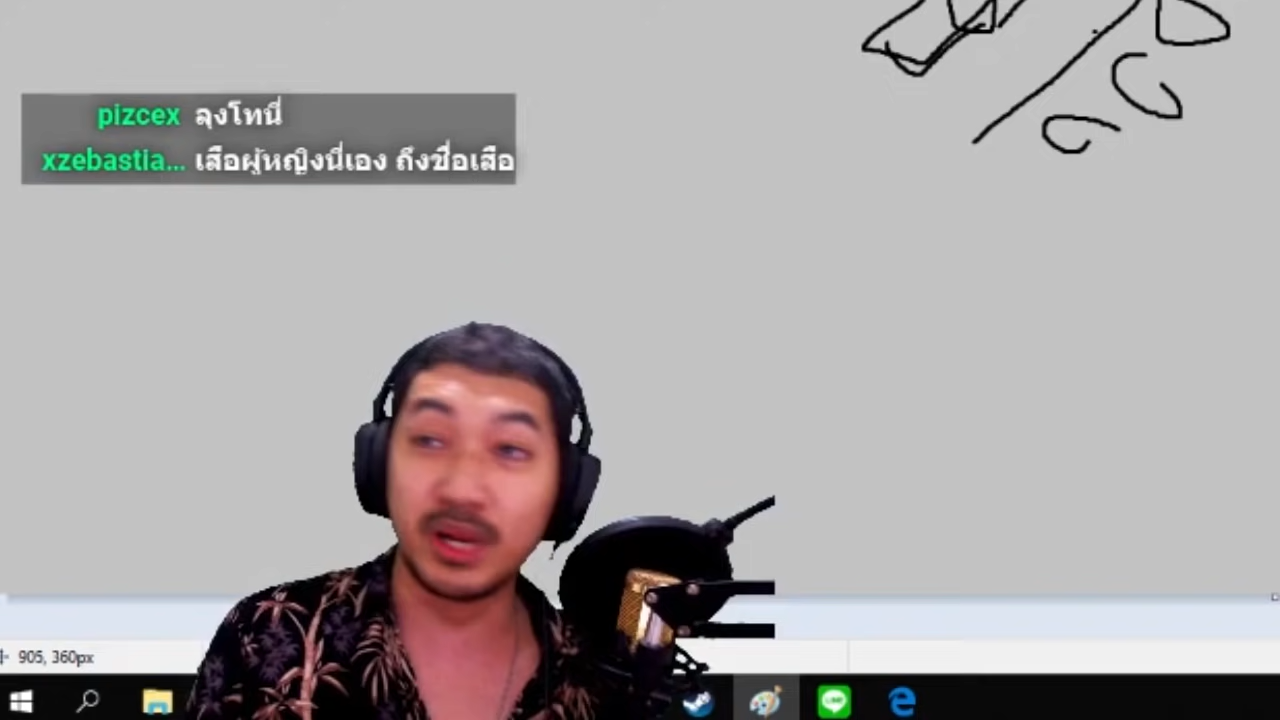 pizcex ลุงโทนี่
xzebastia... เสือผู้หญิงนี่เอง ถึงชื่อเสือ
905, 360px
LINE